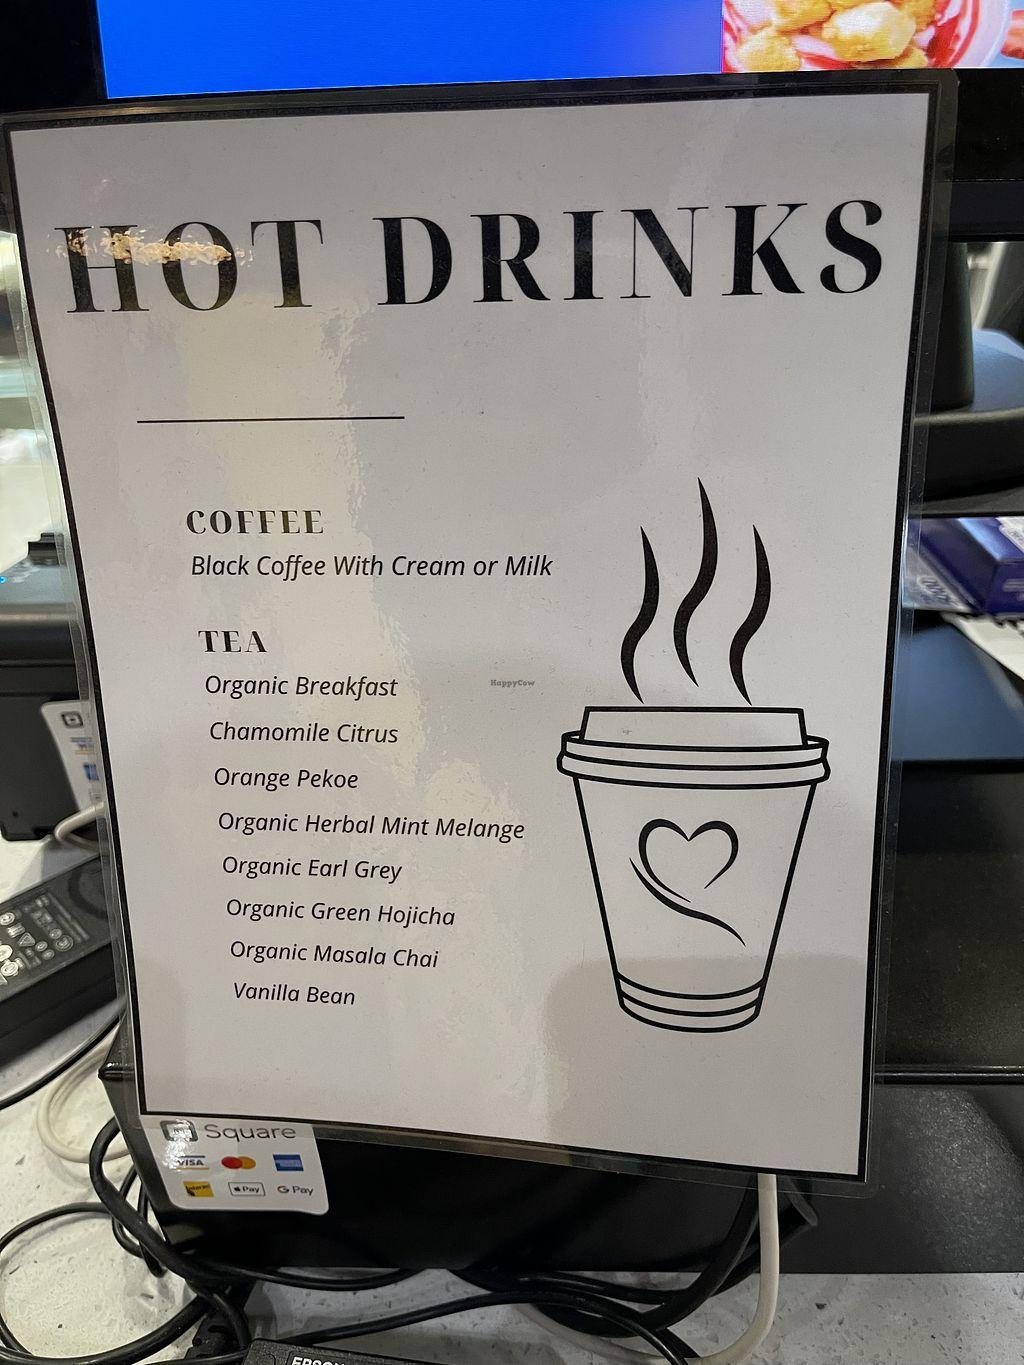 HOT DRINKS
COFFEE
Black Coffee With Cream or Milk
TEA
Organic Breakfast
HappyCow
Chamomile Citrus
Orange Pekoe
Organic Herbal Mint Melange
Organic Earl Grey
Organic Green Hojicha
Organic Masala Chai
Vanilla Bean
Square
VISA
Pay
G Pay
EPSON